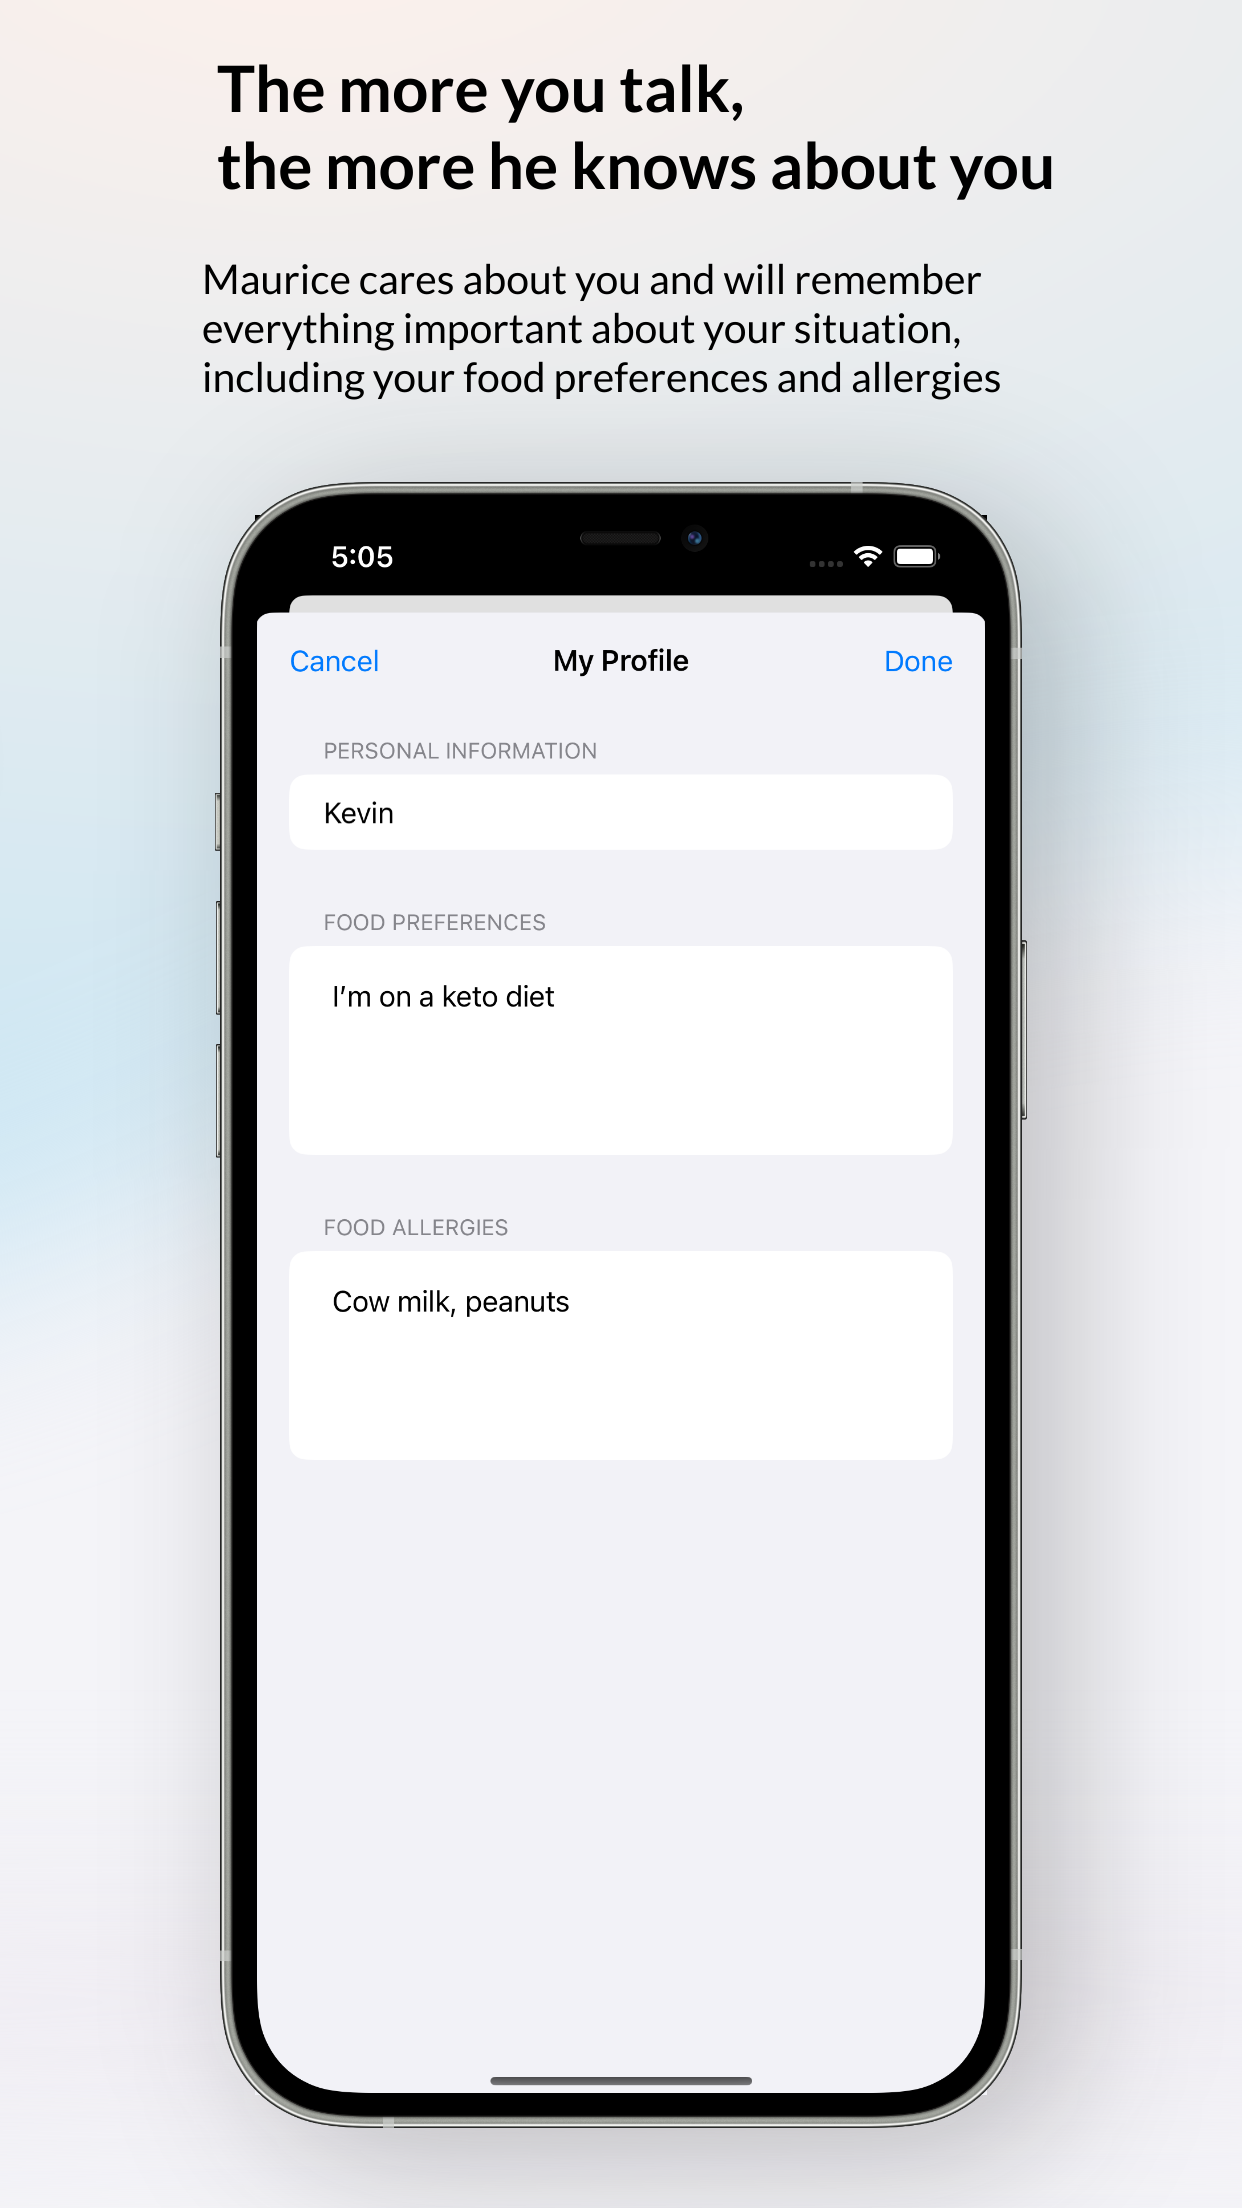 The more you talk,
the more he knows about you
Maurice cares about you and will remember
everything important about your situation,
including your food preferences and allergies
5:05
Cancel
My Profile
Done
PERSONAL INFORMATION
Kevin
FOOD PREFERENCES
I’m on a keto diet
FOOD ALLERGIES
Cow milk, peanuts